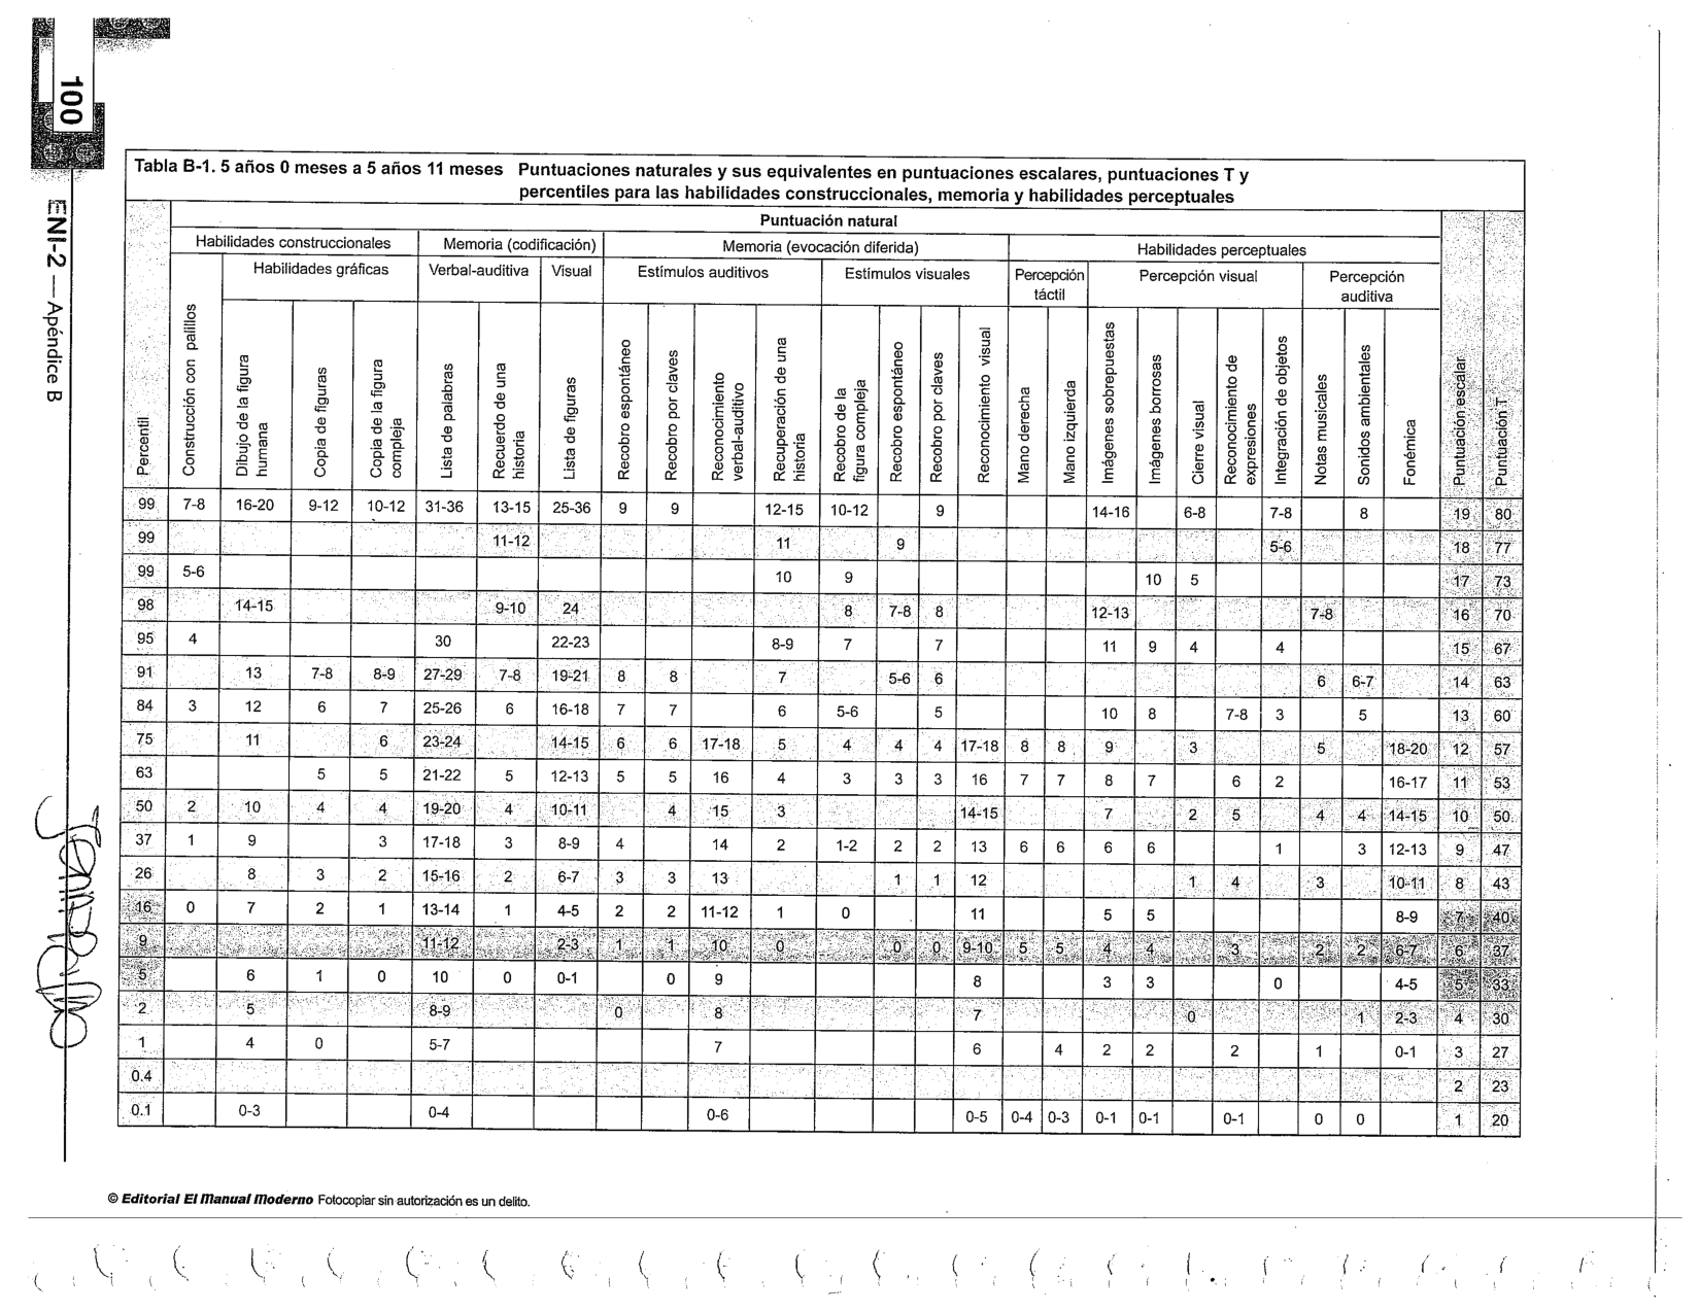 100
ENI-2 — Apéndice B
Tabla B-1. 5 años 0 meses a 5 años 11 meses Puntuaciones naturales y sus equivalentes en puntuaciones escalares, puntuaciones T y
percentiles para las habilidades construccionales, memoria y habilidades perceptuales
Puntuación natural
Habilidades construccionales Memoria (codificación) Memoria (evocación diferida) Habilidades perceptuales
Habilidades gráficas Verbal-auditiva Visual Estímulos auditivos Estímulos visuales Percepción táctil Percepción visual Percepción auditiva
Percentil
Construcción con palillos
Dibujo de la figura humana
Copia de figuras
Copia de la figura compleja
Lista de palabras
Recuerdo de una historia
Lista de figuras
Recobro espontáneo
Recobro por claves
Reconocimiento verbal-auditivo
Recuperación de una historia
Recobro de la figura compleja
Recobro espontáneo
Recobro por claves
Reconocimiento visual
Mano derecha
Mano izquierda
Imágenes sobrepuestas
Imágenes borrosas
Cierre visual
Reconocimiento de expresiones
Integración de objetos
Notas musicales
Sonidos ambientales
Fonémica
Puntuación escalar
Puntuación T
99 7-8 16-20 9-12 10-12 31-36 13-15 25-36 9 9 12-15 10-12 9 14-16 6-8 7-8 8 19 80
99 11-12 11 9 5-6 18 77
99 5-6 10 9 10 5 17 73
98 14-15 9-10 24 8 7-8 8 12-13 7-8 16 70
95 4 30 22-23 8-9 7 7 11 9 4 4 15 67
91 13 7-8 8-9 27-29 7-8 19-21 8 8 7 5-6 6 6 6-7 14 63
84 3 12 6 7 25-26 6 16-18 7 7 6 5-6 5 10 8 7-8 3 5 13 60
75 11 6 23-24 14-15 6 6 17-18 5 4 4 4 17-18 8 8 9 3 5 18-20 12 57
63 5 5 21-22 5 12-13 5 5 16 4 3 3 3 16 7 7 8 7 6 2 16-17 11 53
50 2 10 4 4 19-20 4 10-11 4 15 3 14-15 7 2 5 4 4 14-15 10 50
37 1 9 3 17-18 3 8-9 4 14 2 1-2 2 2 13 6 6 6 6 1 3 12-13 9 47
26 8 3 2 15-16 2 6-7 3 3 13 1 1 12 1 4 3 10-11 8 43
16 0 7 2 1 13-14 1 4-5 2 2 11-12 1 0 11 5 5 8-9 7 40
9 11-12 2-3 1 1 10 0 0 0 9-10 5 5 4 4 3 2 2 6-7 6 37
5 6 1 0 10 0 0-1 0 9 8 3 3 0 4-5 5 33
2 5 8-9 0 8 7 0 1 2-3 4 30
1 4 0 5-7 7 6 4 2 2 2 1 0-1 3 27
0.4 2 23
0.1 0-3 0-4 0-6 0-5 0-4 0-3 0-1 0-1 0-1 0 0 1 20
© Editorial El Manual Moderno Fotocopiar sin autorización es un delito.